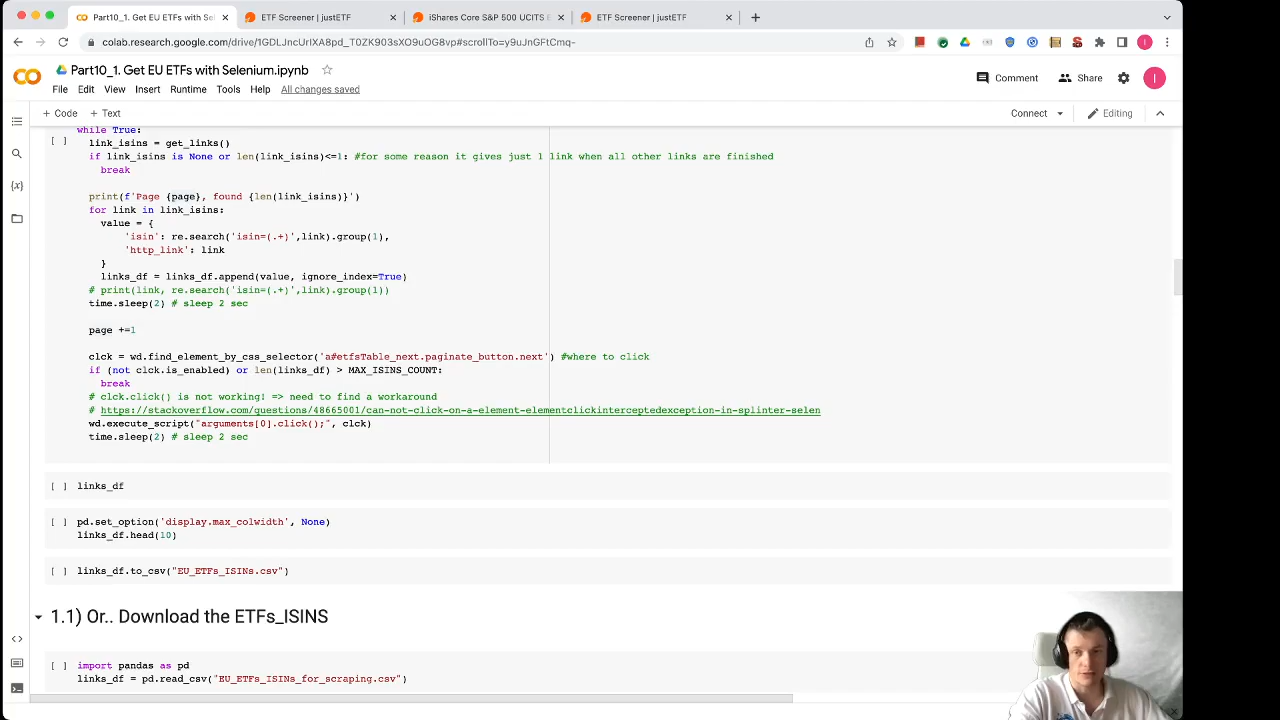 Part10_1. Get EU ETFs with Sel
ETF Screener | justETF
iShares Core S&P 500 UCITS E
ETF Screener | justETF
colab.research.google.com/drive/1GDL_IncUrIXA8pd_T0ZK903sXO9uOG8vp#scrollTo=y9uJnGFtCmq-
Part10_1. Get EU ETFs with Selenium.ipynb
Comment
Share
I
File Edit View Insert Runtime Tools Help All changes saved
+ Code + Text
Connect
Editing
while True:
[ ] link_isins = get_links()
if link_isins is None or len(link_isins)<=1: #for some reason it gives just 1 link when all other links are finished
break
print(f'Page {page}, found {len(link_isins)}')
for link in link_isins:
value = {
'isin': re.search('isin=(.+)',link).group(1),
'http_link': link
}
links_df = links_df.append(value, ignore_index=True)
# print(link, re.search('isin=(.+)',link).group(1))
time.sleep(2) # sleep 2 sec
page +=1
clck = wd.find_element_by_css_selector('a#etfsTable_next.paginate_button.next') #where to click
if (not clck.is_enabled) or len(links_df) > MAX_ISINS_COUNT:
break
# clck.click() is not working! => need to find a workaround
# https://stackoverflow.com/questions/48665001/can-not-click-on-a-element-elementclickinterceptedexception-in-splinter-selen
wd.execute_script("arguments[0].click();", clck)
time.sleep(2) # sleep 2 sec
[ ] links_df
[ ] pd.set_option('display.max_colwidth', None)
links_df.head(10)
[ ] links_df.to_csv("EU_ETFs_ISINs.csv")
1.1) Or.. Download the ETFs_ISINS
[ ] import pandas as pd
links_df = pd.read_csv("EU_ETFs_ISINs_for_scraping.csv")